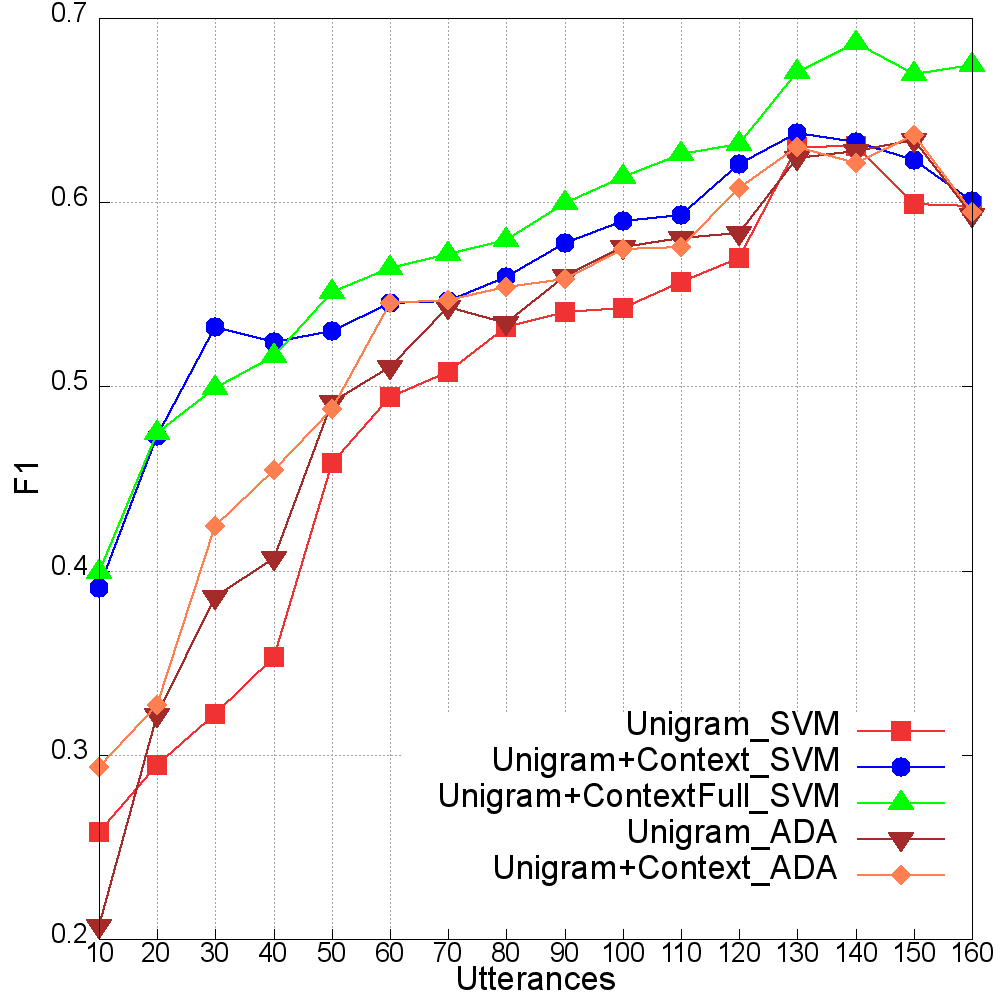 0.7
0.6
0.5
0.4
0.3
0.2
F1
Unigram_SVM
Unigram+Context_SVM
Unigram+ContextFull_SVM
Unigram_ADA
Unigram+Context_ADA
10 20 30 40 50 60 70 80 90 100 110 120 130 140 150 160
Utterances